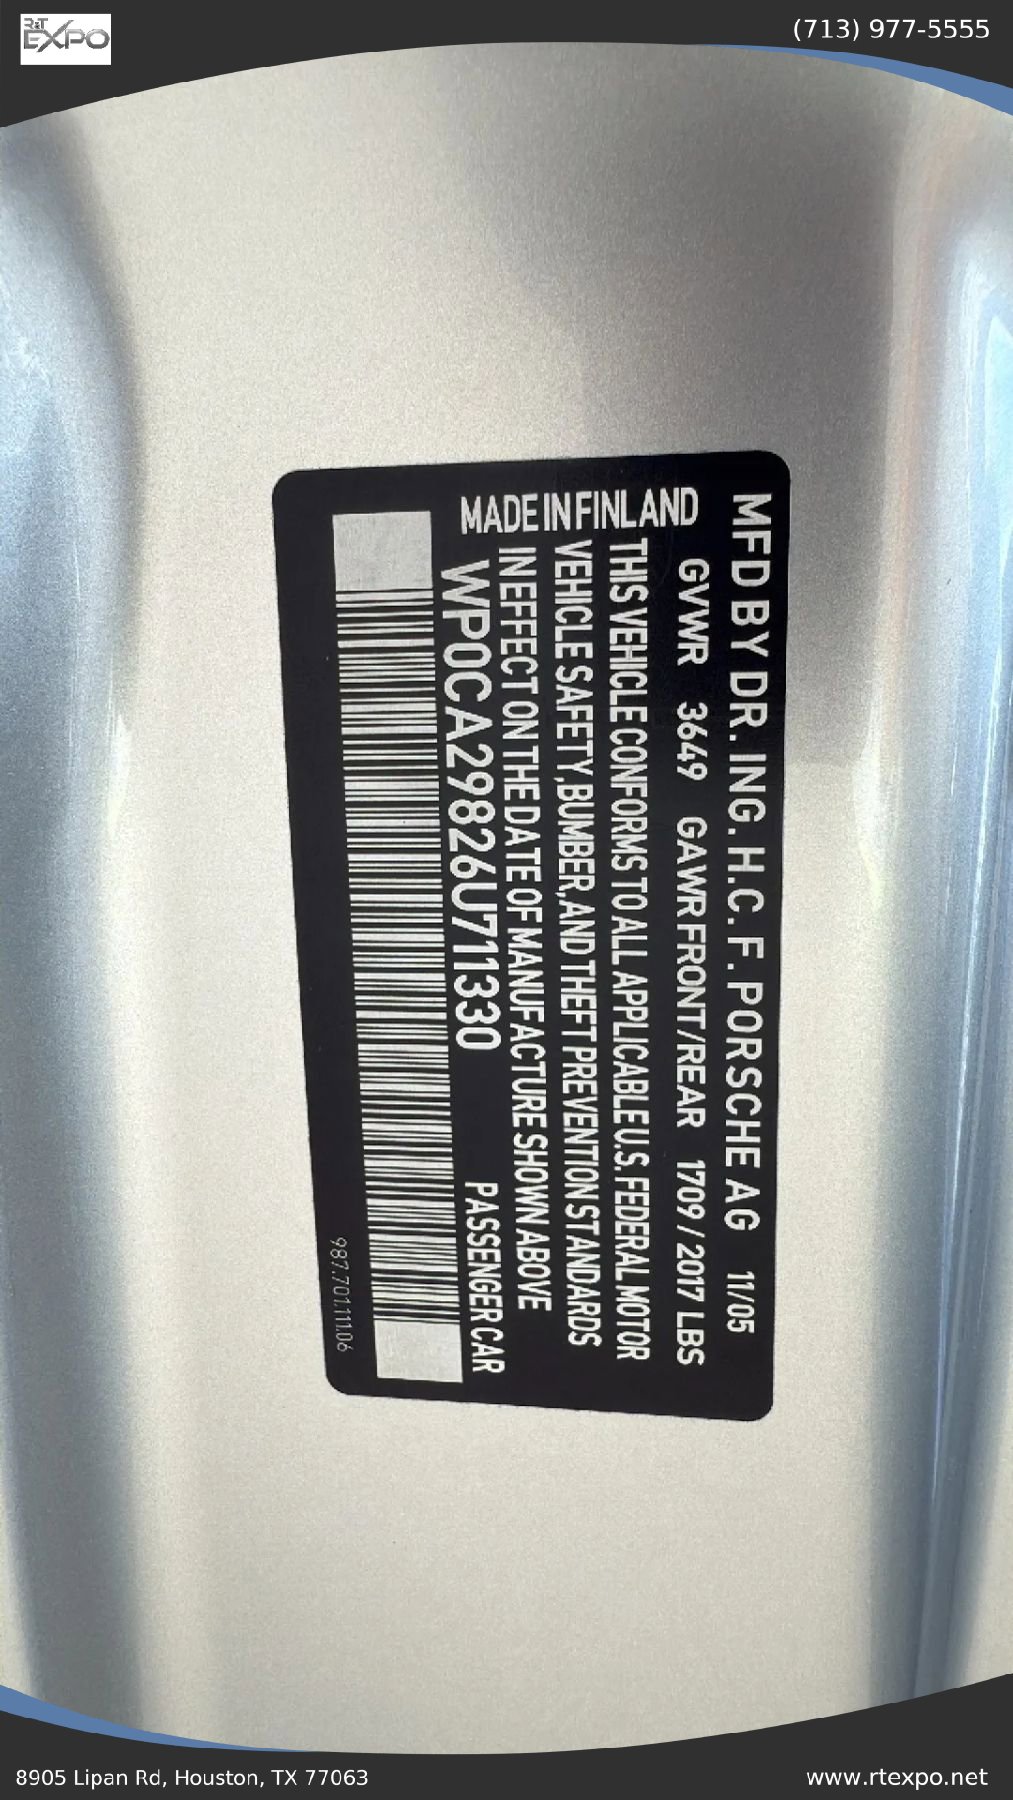 R&T
EXPO
(713) 977-5555
MFD BY DR. ING. H.C. F. PORSCHE AG 11/05
GVWR 3649 GAWR FRONT/REAR 1709 / 2017 LBS
THIS VEHICLE CONFORMS TO ALL APPLICABLE U.S. FEDERAL MOTOR
VEHICLE SAFETY, BUMBER, AND THEFT PREVENTION STANDARDS
IN EFFECT ON THE DATE OF MANUFACTURE SHOWN ABOVE
MADE IN FINLAND
WP0CA29826U711330 PASSENGER CAR
987.701.111.06
8905 Lipan Rd, Houston, TX 77063
www.rtexpo.net